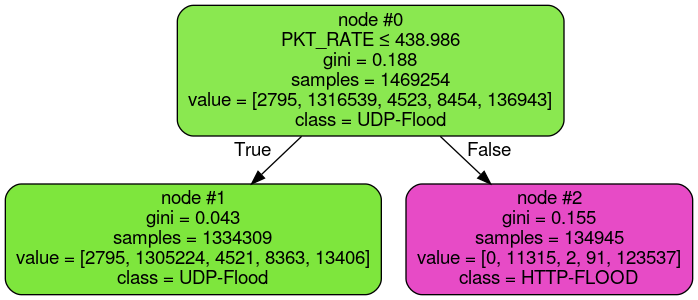 node #0
PKT_RATE ≤ 438.986
gini = 0.188
samples = 1469254
value = [2795, 1316539, 4523, 8454, 136943]
class = UDP-Flood
True
False
node #1
gini = 0.043
samples = 1334309
value = [2795, 1305224, 4521, 8363, 13406]
class = UDP-Flood
node #2
gini = 0.155
samples = 134945
value = [0, 11315, 2, 91, 123537]
class = HTTP-FLOOD